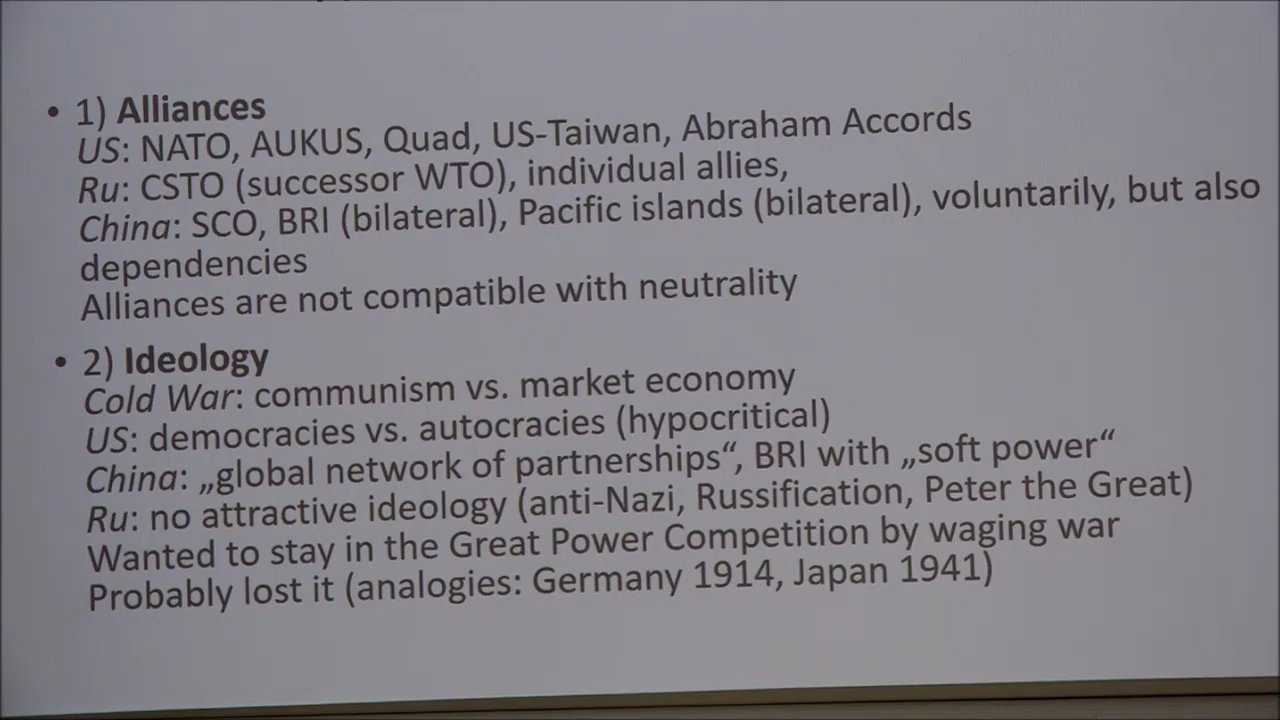 • 1) Alliances
US: NATO, AUKUS, Quad, US-Taiwan, Abraham Accords
Ru: CSTO (successor WTO), individual allies,
China: SCO, BRI (bilateral), Pacific islands (bilateral), voluntarily, but also
dependencies
Alliances are not compatible with neutrality
• 2) Ideology
Cold War: communism vs. market economy
US: democracies vs. autocracies (hypocritical)
China: „global network of partnerships“, BRI with „soft power“
Ru: no attractive ideology (anti-Nazi, Russification, Peter the Great)
Wanted to stay in the Great Power Competition by waging war
Probably lost it (analogies: Germany 1914, Japan 1941)